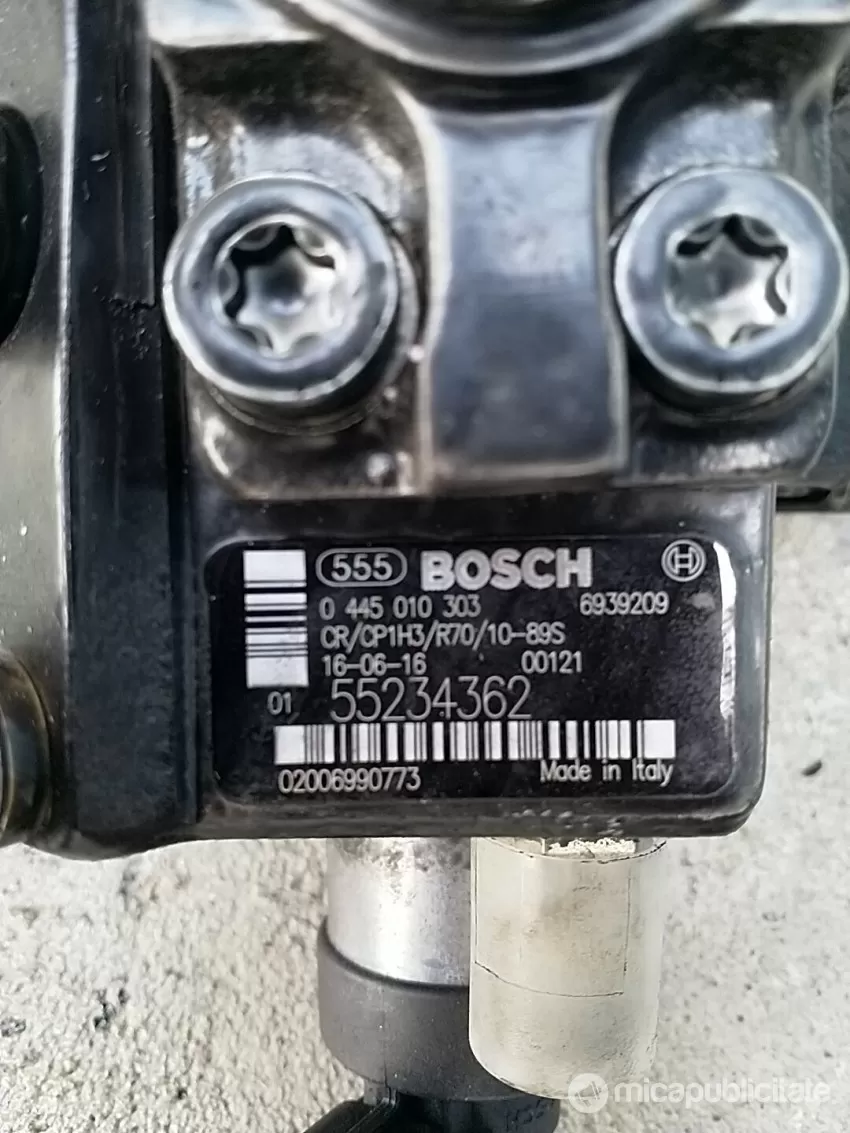 555 BOSCH
0 445 010 303 6939209
CR/CP1H3/R70/10-89S
16-06-16 00121
01 55234362
02006990773 Made in Italy
micapublicitate